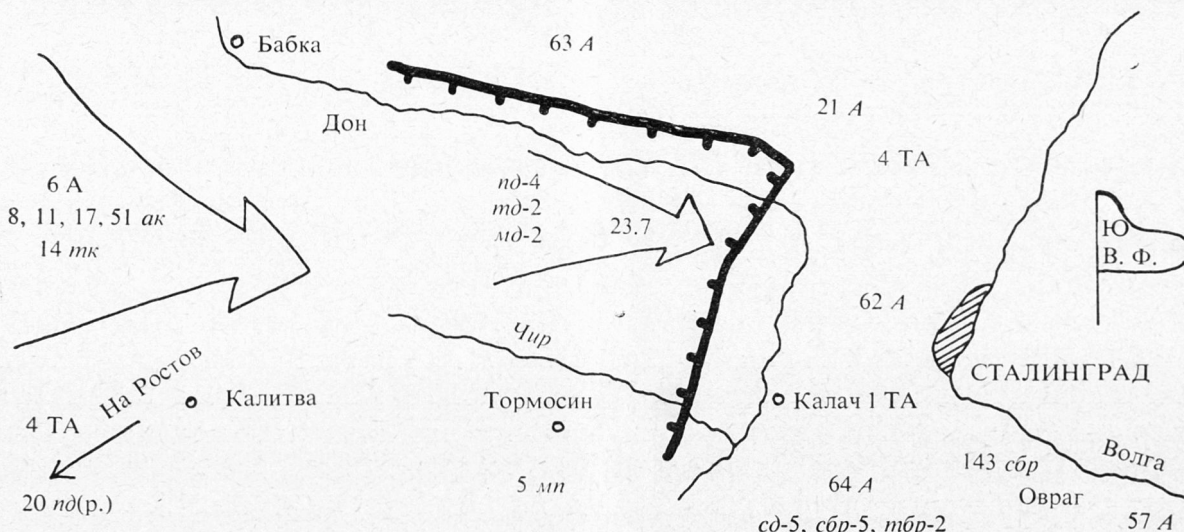 Бабка
63 А
Дон
21 А
4 ТА
6 А
8, 11, 17, 51 ак
14 тк
пд-4
тд-2
мд-2
23.7
Ю
В. Ф.
62 А
Чир
СТАЛИНГРАД
На Ростов
Калитва
Тормосин
Калач 1 ТА
4 ТА
20 пд(р.)
5 мп
64 А
сд-5, сбр-5, тбр-2
143 сбр
Волга
Овраг
57 А